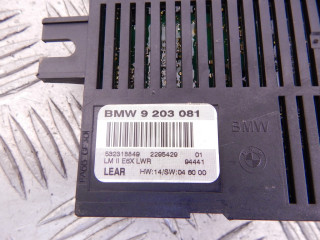 BMW 9 203 081
532315649 2295429 01
LM II E6X LWR 94441
LEAR HW:14/SW:04 60 00
BMW